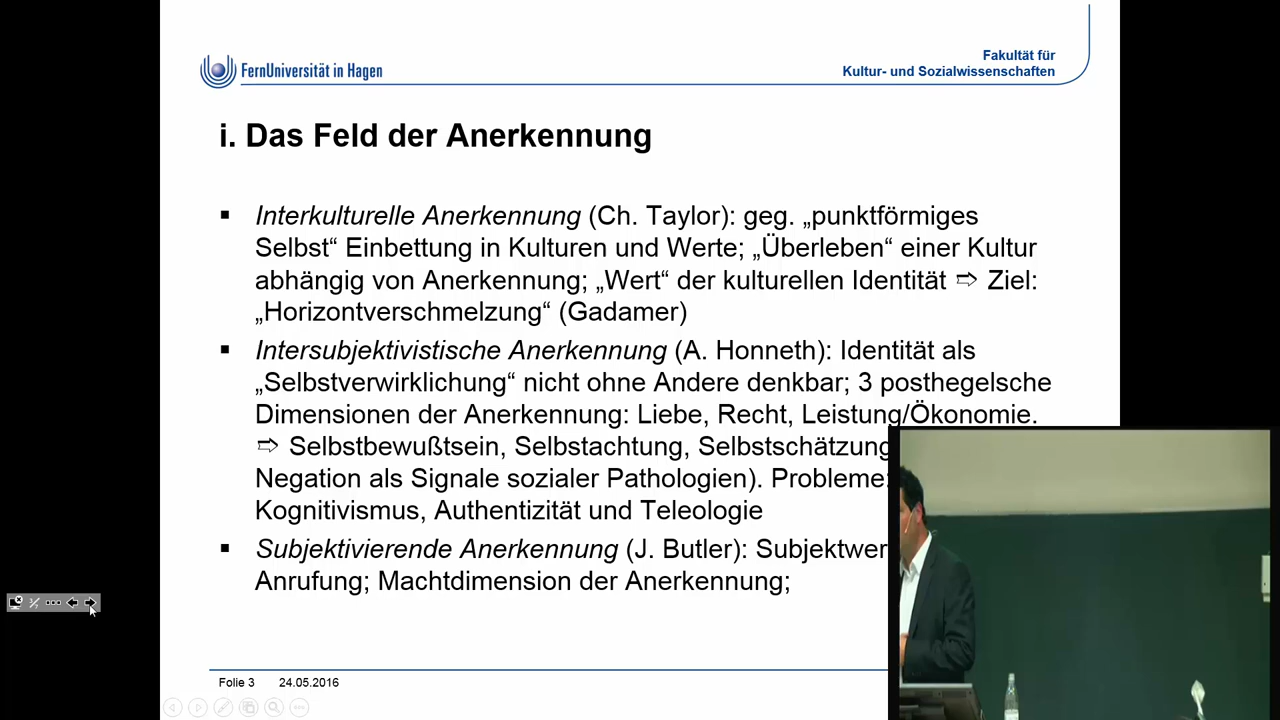 FernUniversität in Hagen
Fakultät für
Kultur- und Sozialwissenschaften
i. Das Feld der Anerkennung
▪ Interkulturelle Anerkennung (Ch. Taylor): geg. „punktförmiges
Selbst“ Einbettung in Kulturen und Werte; „Überleben“ einer Kultur
abhängig von Anerkennung; „Wert“ der kulturellen Identität ⇨ Ziel:
„Horizontverschmelzung“ (Gadamer)
▪ Intersubjektivistische Anerkennung (A. Honneth): Identität als
„Selbstverwirklichung“ nicht ohne Andere denkbar; 3 posthegelsche
Dimensionen der Anerkennung: Liebe, Recht, Leistung/Ökonomie.
⇨ Selbstbewußtsein, Selbstachtung, Selbstschätzung
Negation als Signale sozialer Pathologien). Probleme:
Kognitivismus, Authentizität und Teleologie
▪ Subjektivierende Anerkennung (J. Butler):
Anrufung; Machtdimension der Anerkennung;
Folie 3 24.05.2016